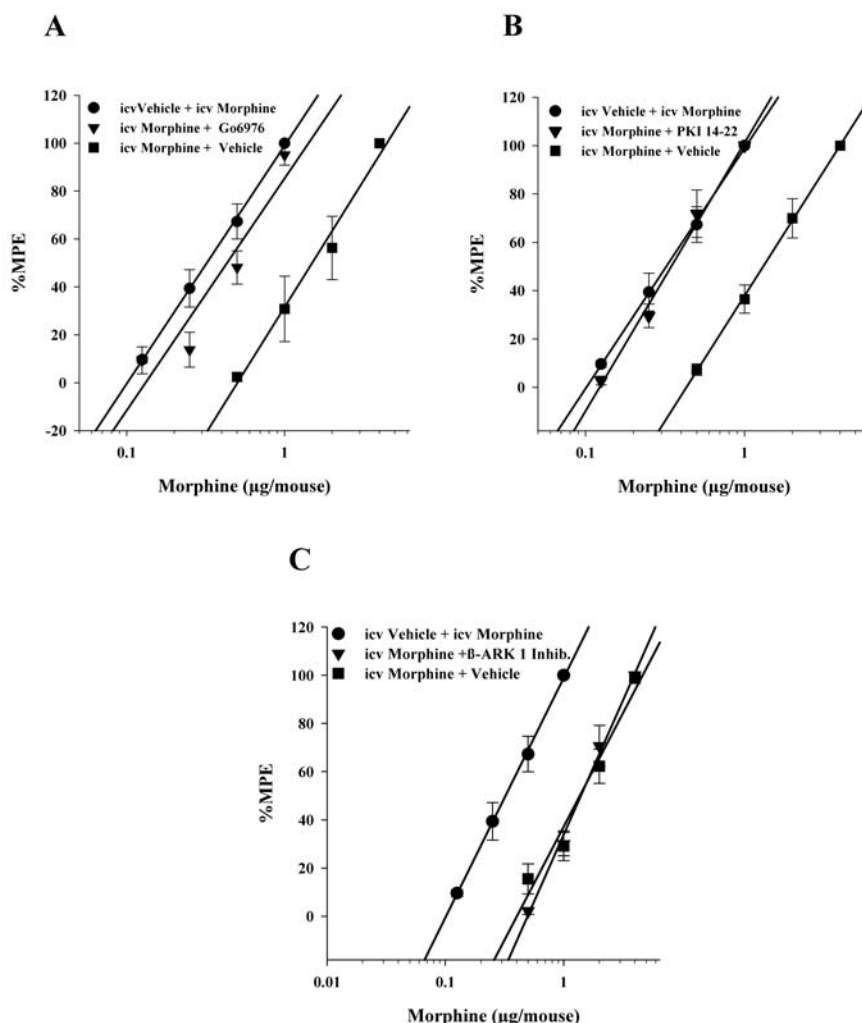 A
icvVehicle + icv Morphine
icv Morphine + Go6976
icv Morphine + Vehicle
120
100
80
60
40
20
0
-20
%MPE
0.1
1
Morphine (µg/mouse)
B
icv Vehicle + icv Morphine
icv Morphine + PKI 14-22
icv Morphine + Vehicle
120
100
80
60
40
20
0
%MPE
0.1
1
Morphine (µg/mouse)
C
icv Vehicle + icv Morphine
icv Morphine +ß-ARK 1 Inhib.
icv Morphine + Vehicle
120
100
80
60
40
20
0
%MPE
0.01
0.1
1
Morphine (µg/mouse)